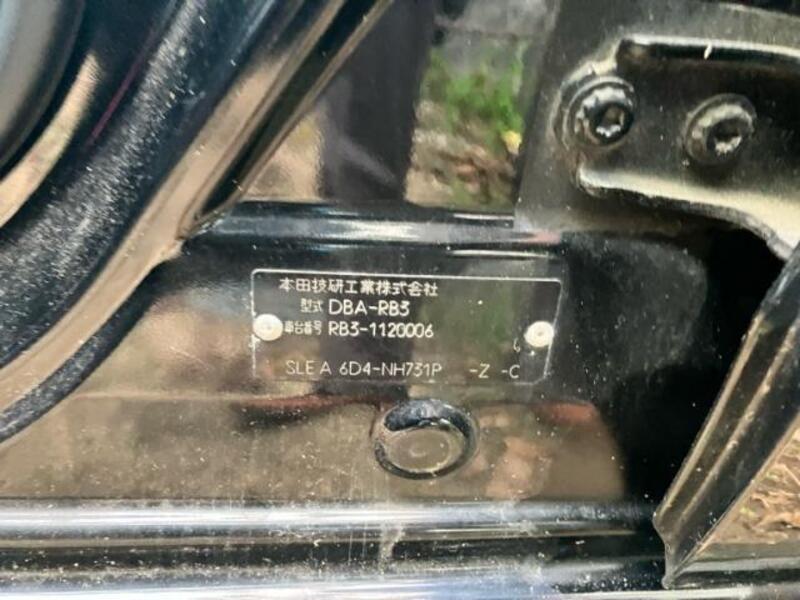 本田技研工業株式会社
型式 DBA-RB3
車台番号 RB3-1120006
SLE A 6D4-NH731P -Z -C